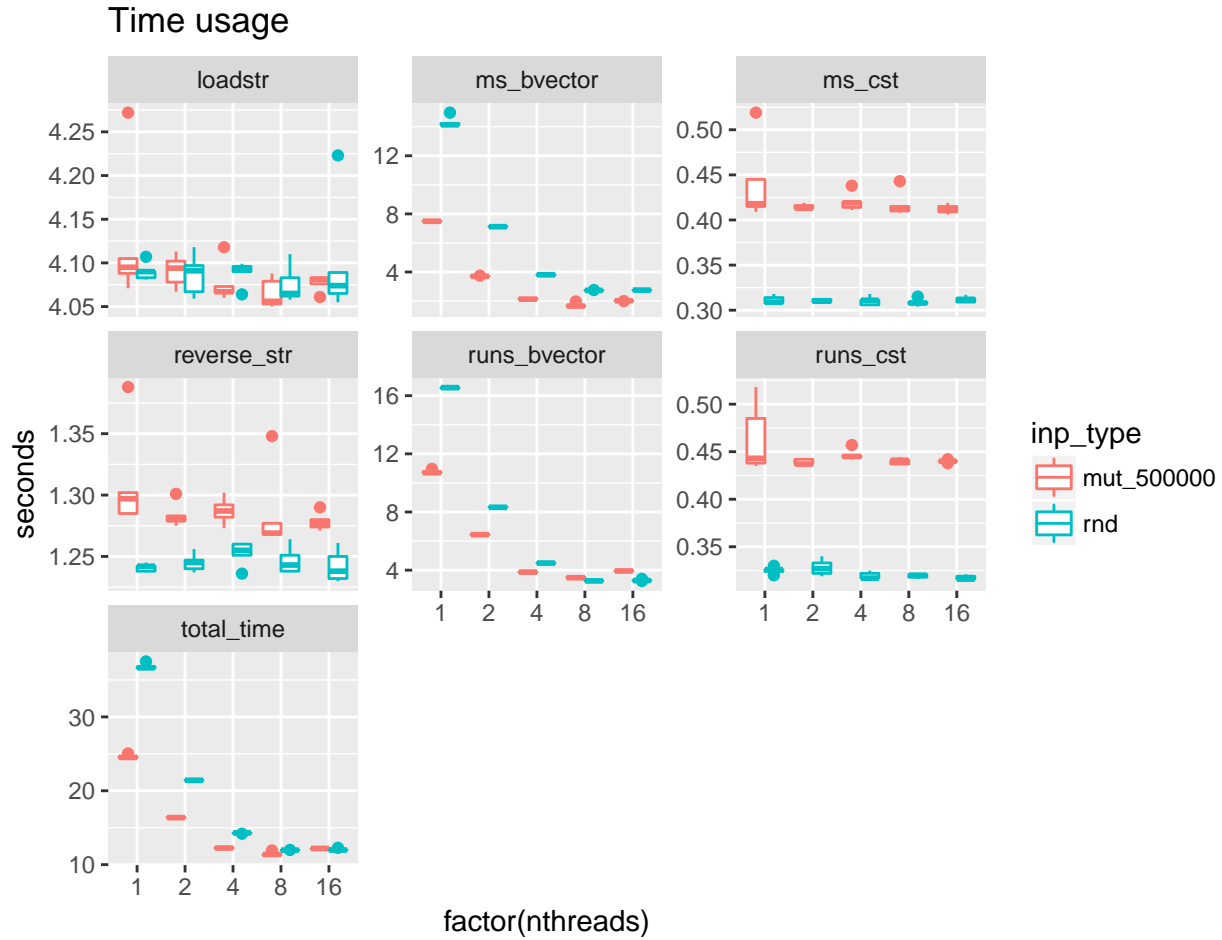 Time usage
loadstr
ms_bvector
ms_cst
4.25
4.20
4.15
4.10
4.05
12
8
4
0.50
0.45
0.40
0.35
0.30
reverse_str
runs_bvector
runs_cst
1.35
1.30
1.25
16
12
8
4
0.50
0.45
0.40
0.35
1 2 4 8 16
1 2 4 8 16
total_time
30
20
10
1 2 4 8 16
seconds
factor(nthreads)
inp_type
mut_500000
rnd